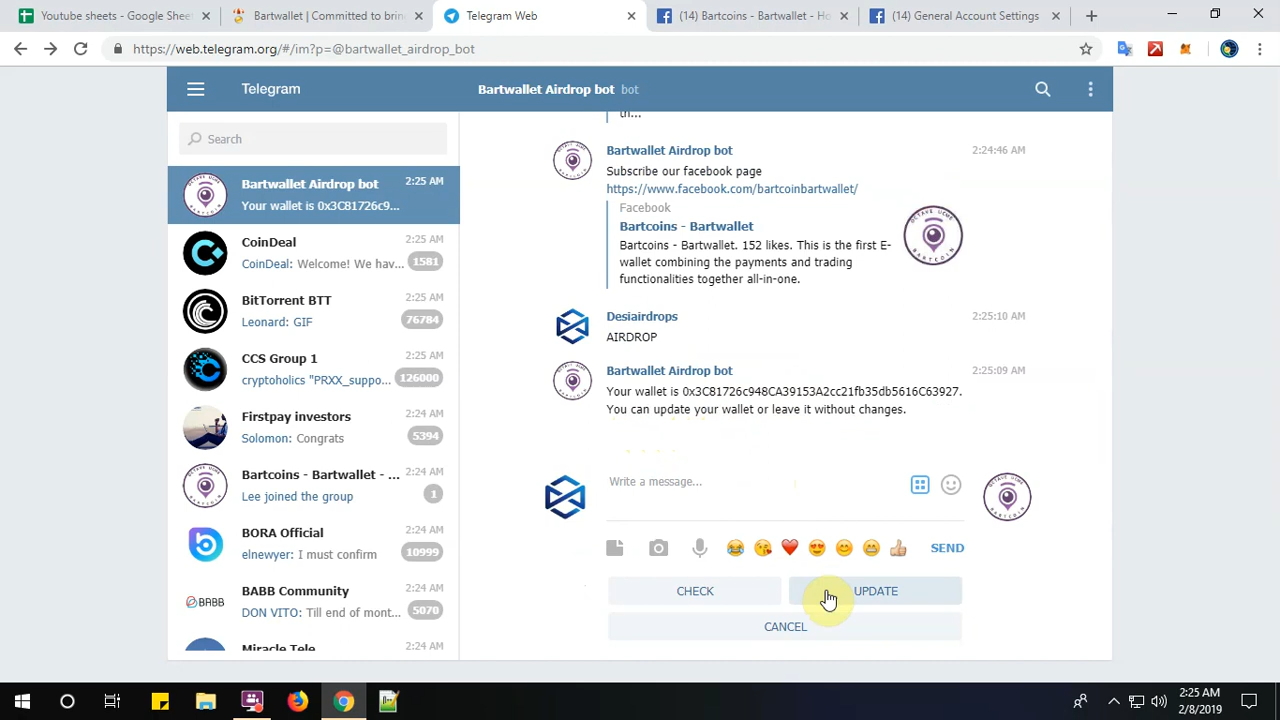 Youtube sheets - Google Shee
Bartwallet | Committed to brin
Telegram Web
(14) Bartcoins - Bartwallet - Ho
(14) General Account Settings
https://web.telegram.org/#/im?p=@bartwallet_airdrop_bot
Telegram
Bartwallet Airdrop bot bot
Search
Bartwallet Airdrop bot 2:25 AM
Your wallet is 0x3C81726c9...
CoinDeal 2:25 AM
CoinDeal: Welcome! We hav... 1581
BitTorrent BTT 2:25 AM
Leonard: GIF 76784
CCS Group 1 2:25 AM
cryptoholics "PRXX_suppo... 126000
Firstpay investors 2:24 AM
Solomon: Congrats 5394
Bartcoins - Bartwallet - ... 2:24 AM
Lee joined the group 1
BORA Official 2:24 AM
elnewyer: I must confirm 10999
BABB
BABB Community 2:24 AM
DON VITO: Till end of mont... 5070
Miracle Tele 2:24 AM
th...
Bartwallet Airdrop bot 2:24:46 AM
Subscribe our facebook page
https://www.facebook.com/bartcoinbartwallet/
Facebook
Bartcoins - Bartwallet
Bartcoins - Bartwallet. 152 likes. This is the first E-
wallet combining the payments and trading
functionalities together all-in-one.
Desiairdrops 2:25:10 AM
AIRDROP
Bartwallet Airdrop bot 2:25:09 AM
Your wallet is 0x3C81726c948CA39153A2cc21fb35db5616C63927.
You can update your wallet or leave it without changes.
Write a message...
SEND
CHECK
UPDATE
CANCEL
2:25 AM
2/8/2019